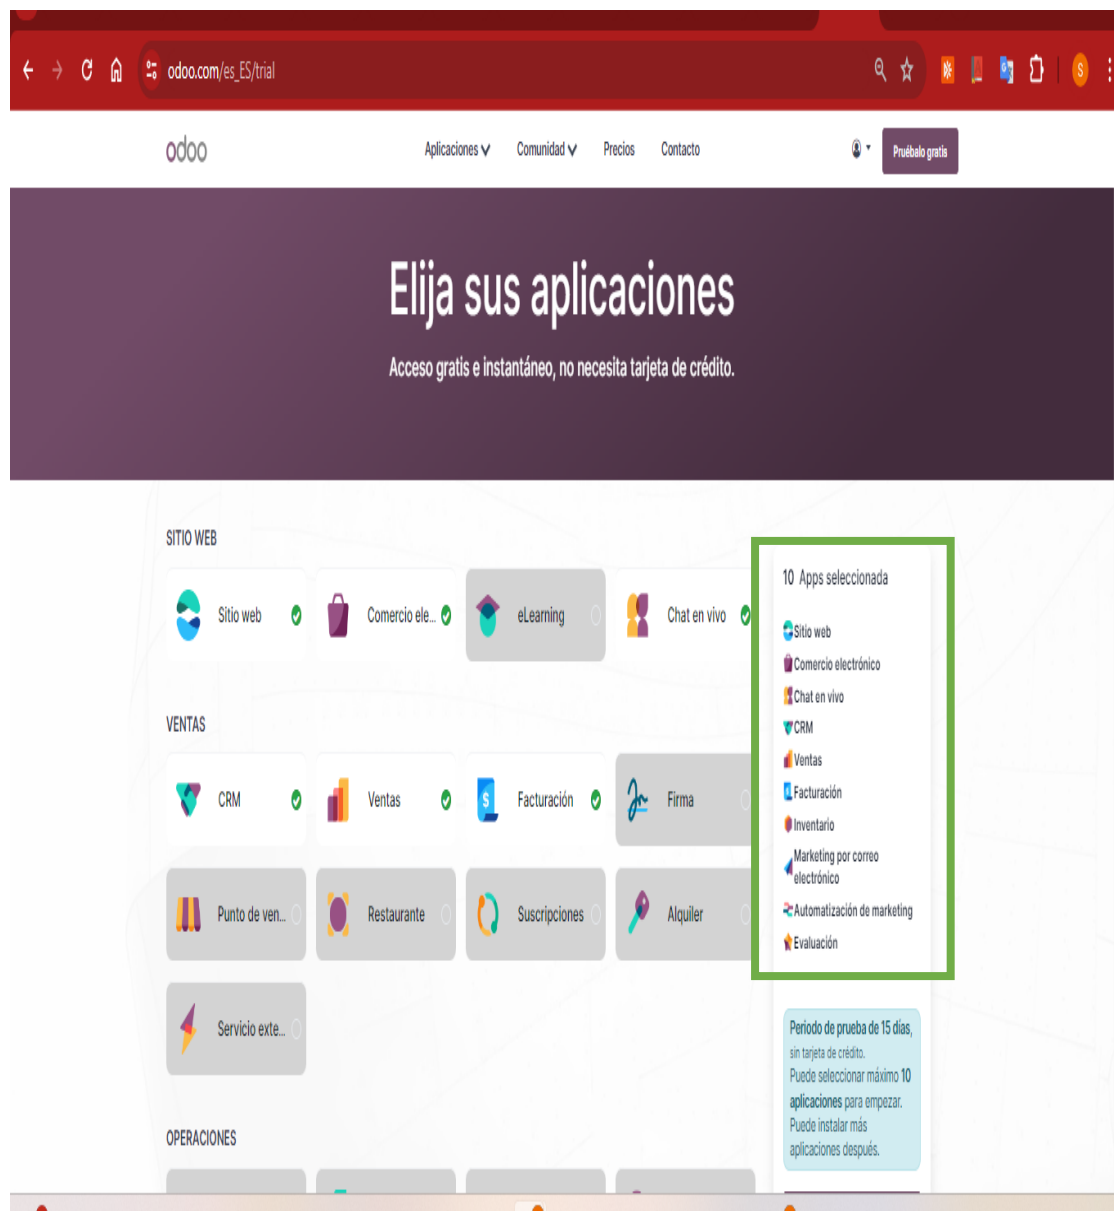 odoo.com/es_ES/trial
S
odoo
Aplicaciones
Comunidad
Precios
Contacto
Pruébalo gratis
Elija sus aplicaciones
Acceso gratis e instantáneo, no necesita tarjeta de crédito.
SITIO WEB
Sitio web
Comercio ele...
eLearning
Chat en vivo
VENTAS
CRM
Ventas
Facturación
Firma
Punto de ven...
Restaurante
Suscripciones
Alquiler
Servicio exte...
OPERACIONES
10 Apps seleccionada
Sitio web
Comercio electrónico
Chat en vivo
CRM
Ventas
Facturación
Inventario
Marketing por correo
electrónico
Automatización de marketing
Evaluación
Periodo de prueba de 15 días,
sin tarjeta de crédito.
Puede seleccionar máximo 10
aplicaciones para empezar.
Puede instalar más
aplicaciones después.